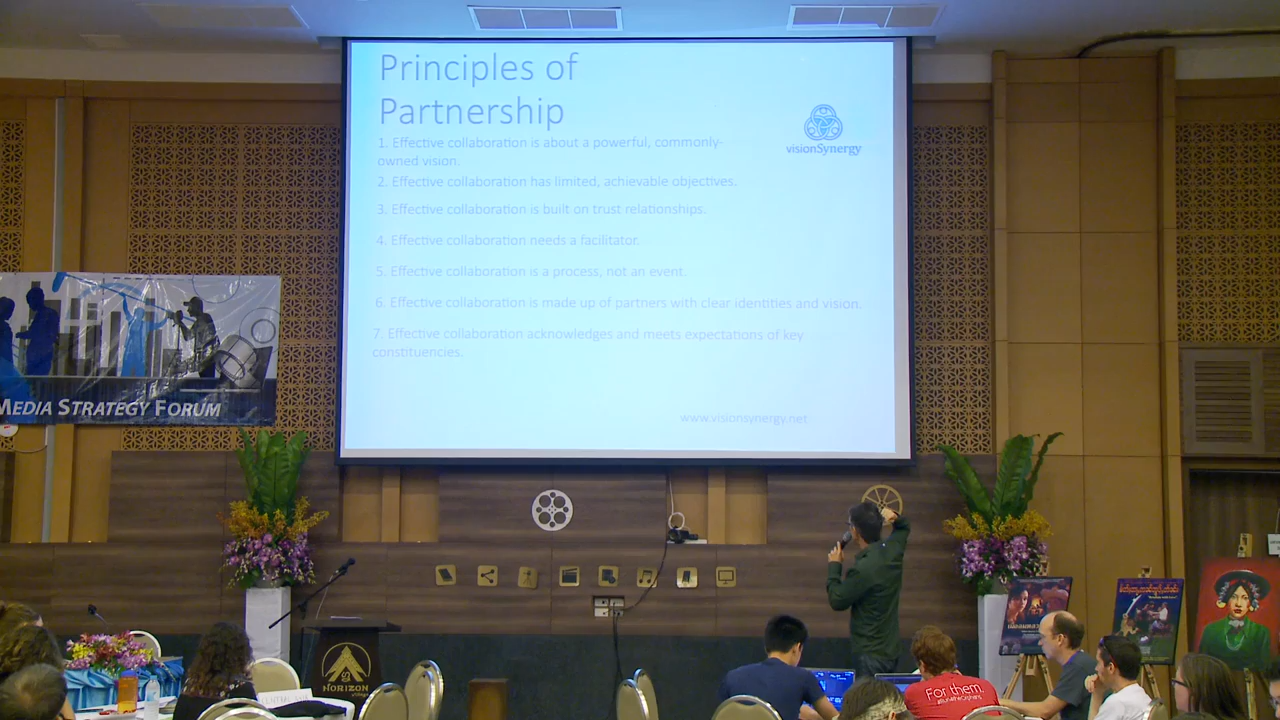 Principles of
Partnership
1. Effective collaboration is about a powerful, commonly-
owned vision.
2. Effective collaboration has limited, achievable objectives.
3. Effective collaboration is built on trust relationships.
4. Effective collaboration needs a facilitator.
5. Effective collaboration is a process, not an event.
6. Effective collaboration is made up of partners with clear identities and vision.
7. Effective collaboration acknowledges and meets expectations of key
constituencies.
visionSynergy
www.visionsynergy.net
MEDIA STRATEGY FORUM
HORIZON
For them.